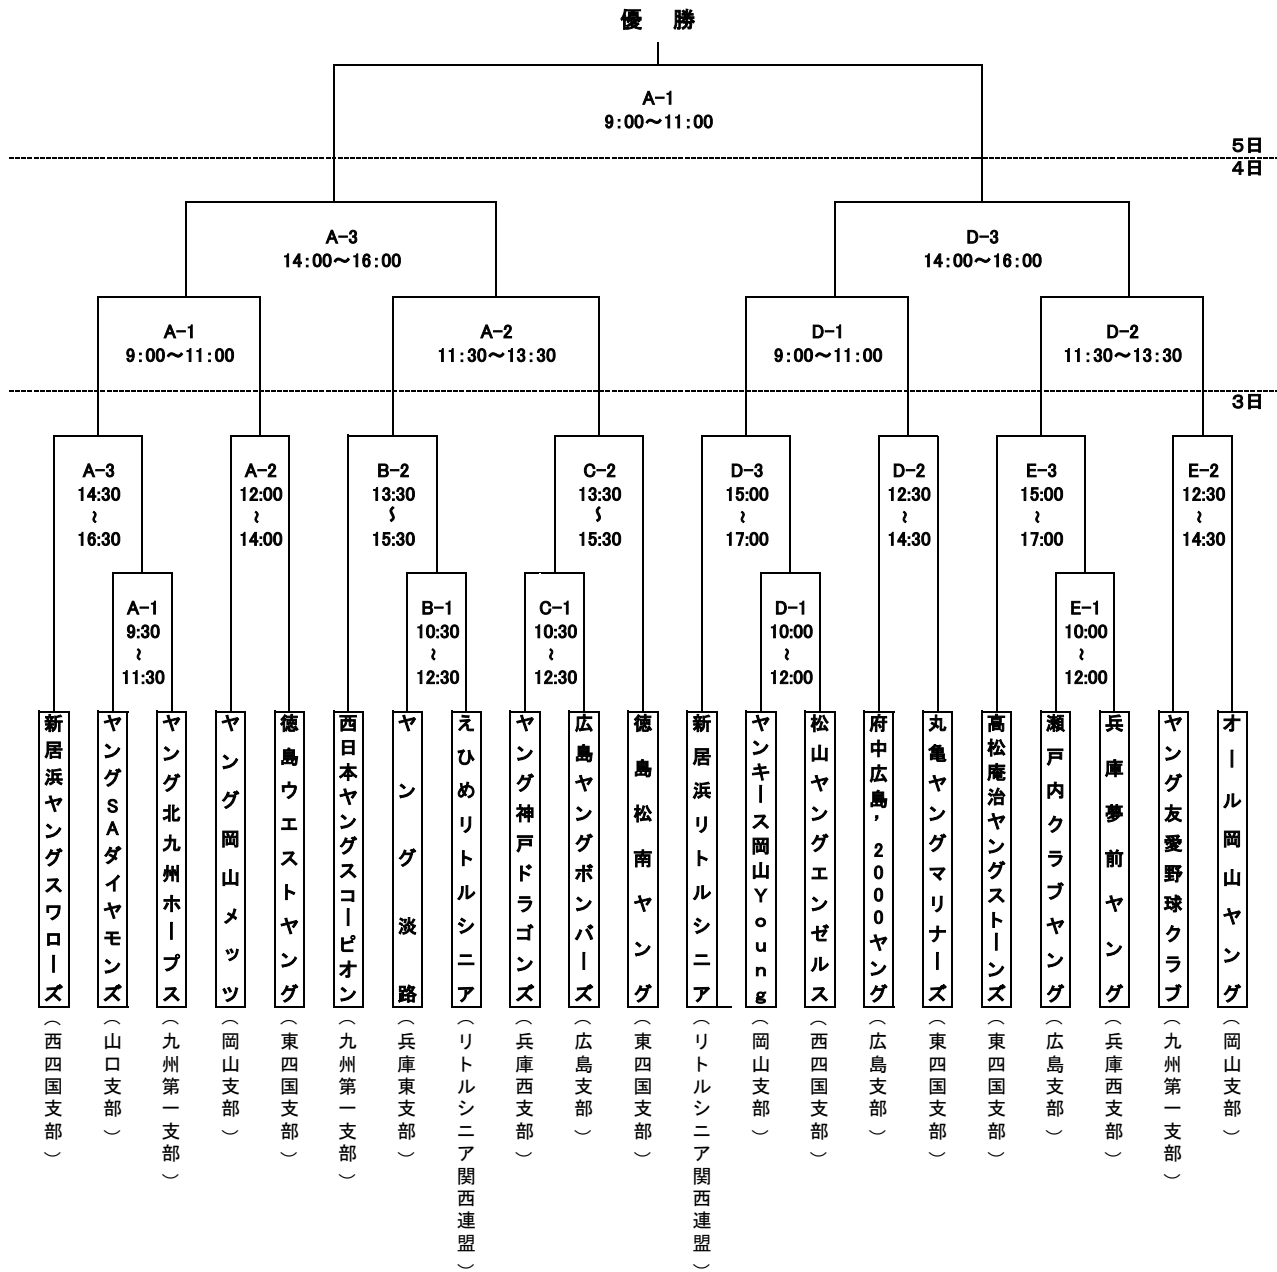 優　勝
A-1
9:00～11:00
5日
4日
A-3
14:00～16:00
D-3
14:00～16:00
A-1
9:00～11:00
A-2
11:30～13:30
D-1
9:00～11:00
D-2
11:30～13:30
3日
A-3
14:30
～
16:30
A-2
12:00
～
14:00
B-2
13:30
～
15:30
C-2
13:30
～
15:30
D-3
15:00
～
17:00
D-2
12:30
～
14:30
E-3
15:00
～
17:00
E-2
12:30
～
14:30
A-1
9:30
～
11:30
B-1
10:30
～
12:30
C-1
10:30
～
12:30
D-1
10:00
～
12:00
E-1
10:00
～
12:00
新居浜ヤングスワローズ
（西四国支部）
ヤングSAダイヤモンズ
（山口支部）
ヤング北九州ホープス
（九州第一支部）
ヤング岡山メッツ
（岡山支部）
徳島ウエストヤング
（東四国支部）
西日本ヤングスコーピオン
（九州第一支部）
ヤング淡路
（兵庫東支部）
えひめリトルシニア
（リトルシニア関西連盟）
ヤング神戸ドラゴンズ
（兵庫西支部）
広島ヤングボンバーズ
（広島支部）
徳島松南ヤング
（東四国支部）
新居浜リトルシニア
（リトルシニア関西連盟）
ヤンキース岡山Ｙｏｕｎｇ
（岡山支部）
松山ヤングエンゼルス
（西四国支部）
府中広島’2000ヤング
（広島支部）
丸亀ヤングマリナーズ
（東四国支部）
高松庵治ヤングストーンズ
（東四国支部）
瀬戸内クラブヤング
（広島支部）
兵庫夢前ヤング
（兵庫西支部）
ヤング友愛野球クラブ
（九州第一支部）
オール岡山ヤング
（岡山支部）